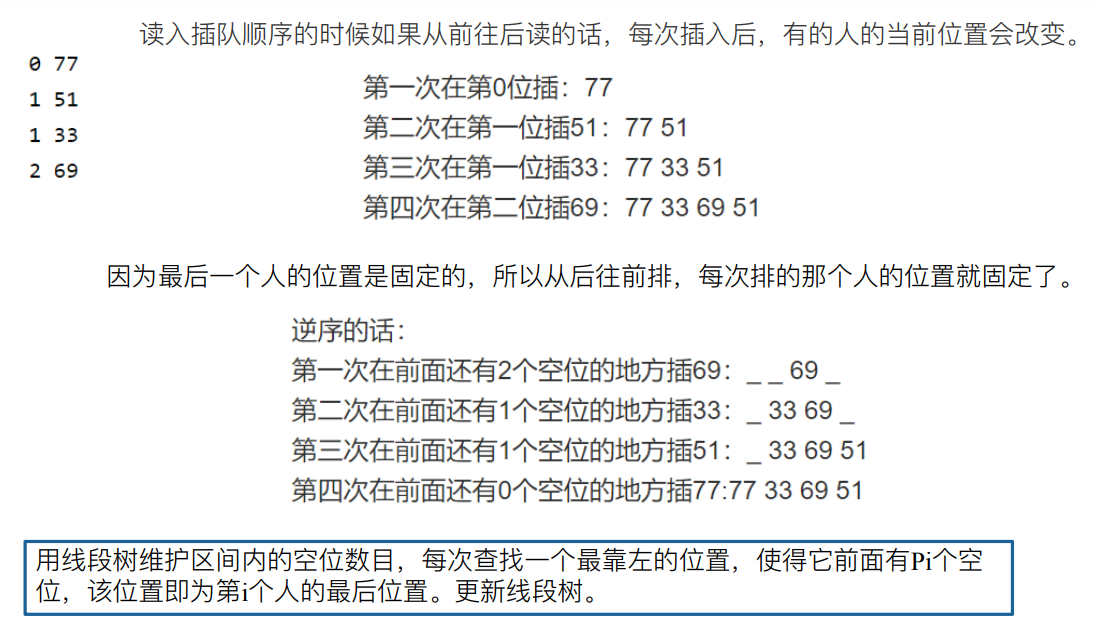 读入插队顺序的时候如果从前往后读的话，每次插入后，有的人的当前位置会改变。
0 77
1 51
1 33
2 69
第一次在第0位插：77
第二次在第一位插51：77 51
第三次在第一位插33：77 33 51
第四次在第二位插69：77 33 69 51
因为最后一个人的位置是固定的，所以从后往前排，每次排的那个人的位置就固定了。
逆序的话：
第一次在前面还有2个空位的地方插69：_ _ 69 _
第二次在前面还有1个空位的地方插33：_ 33 69 _
第三次在前面还有1个空位的地方插51：_ 33 69 51
第四次在前面还有0个空位的地方插77:77 33 69 51
用线段树维护区间内的空位数目，每次查找一个最靠左的位置，使得它前面有Pi个空
位，该位置即为第i个人的最后位置。更新线段树。